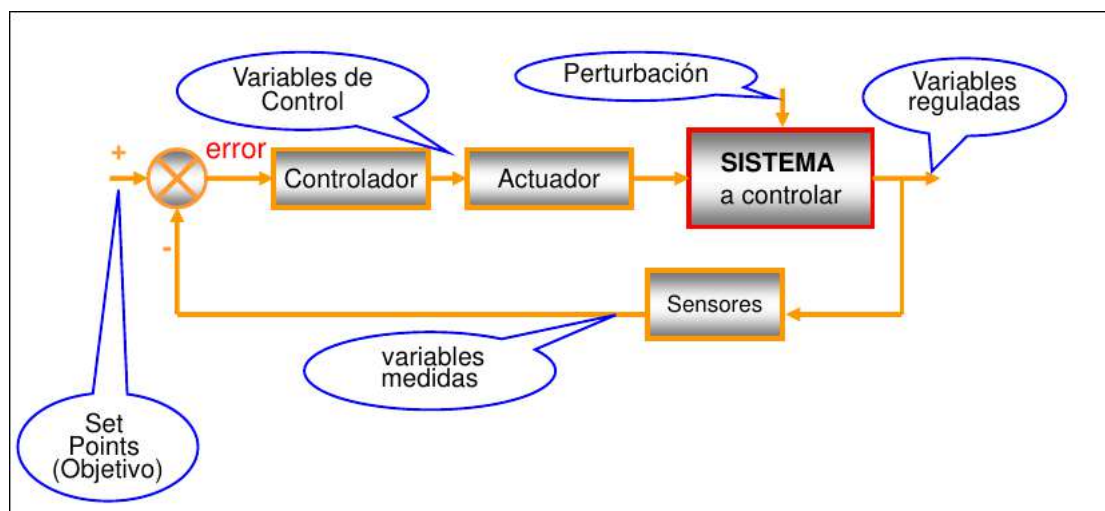 Variables de
Control
Perturbación
Variables
reguladas
+
error
Controlador
Actuador
SISTEMA
a controlar
-
Sensores
variables
medidas
Set
Points
(Objetivo)